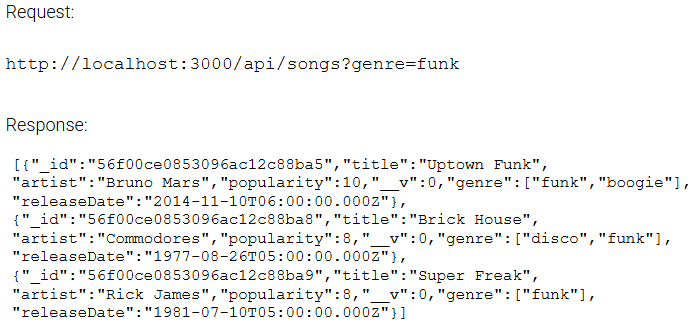 Request:
http://localhost:3000/api/songs?genre=funk
Response:
[{"_id":"56f00ce0853096ac12c88ba5","title":"Uptown Funk",
"artist":"Bruno Mars","popularity":10,"__v":0,"genre":["funk","boogie"],
"releaseDate":"2014-11-10T06:00:00.000Z"},
{"_id":"56f00ce0853096ac12c88ba8","title":"Brick House",
"artist":"Commodores","popularity":8,"__v":0,"genre":["disco","funk"],
"releaseDate":"1977-08-26T05:00:00.000Z"},
{"_id":"56f00ce0853096ac12c88ba9","title":"Super Freak",
"artist":"Rick James","popularity":8,"__v":0,"genre":["funk"],
"releaseDate":"1981-07-10T05:00:00.000Z"}]